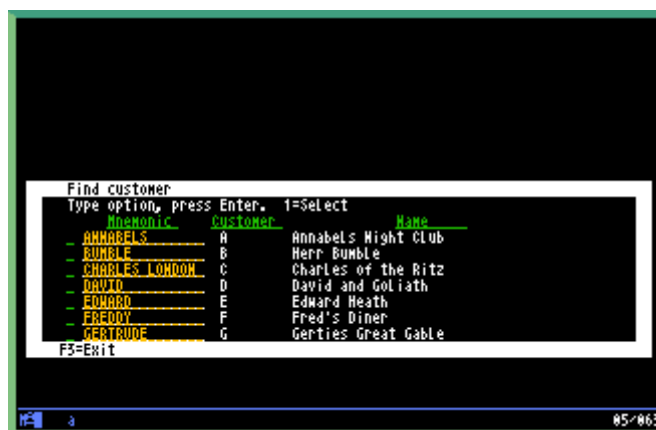 Find customer
Type option, press Enter. 1=Select
Mnemonic Customer Name
ANNABELS A Annabels Night Club
BUMBLE B Herr Bumble
CHARLES LONDON C Charles of the Ritz
DAVID D David and Goliath
EDWARD E Edward Heath
FREDDY F Fred's Diner
GERTRUDE G Gerties Great Gable
F3=Exit
a 05/063